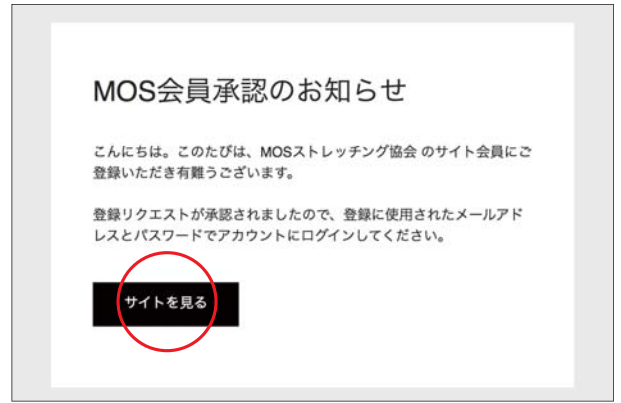 MOS会員承認のお知らせ
こんにちは。このたびは、MOSストレッチング協会 のサイト会員にご
登録いただき有難うございます。
登録リクエストが承認されましたので、登録に使用されたメールアド
レスとパスワードでアカウントにログインしてください。
サイトを見る